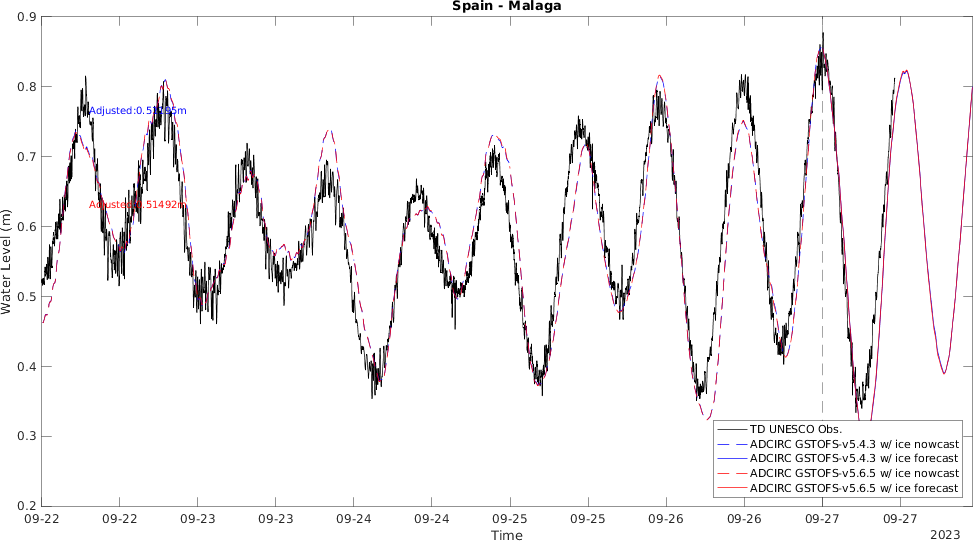 Spain - Malaga
0.9
0.8
0.7
0.6
0.5
0.4
0.3
0.2
Water Level (m)
Adjusted:
Adjusted:0.51492m
TD UNESCO Obs.
ADCIRC GSTOFS-v5.4.3 w/ ice nowcast
ADCIRC GSTOFS-v5.4.3 w/ ice forecast
ADCIRC GSTOFS-v5.6.5 w/ ice nowcast
ADCIRC GSTOFS-v5.6.5 w/ ice forecast
09-22 09-22 09-23 09-23 09-24 09-24 09-25 09-25 09-26 09-26 09-27 09-27
Time
2023